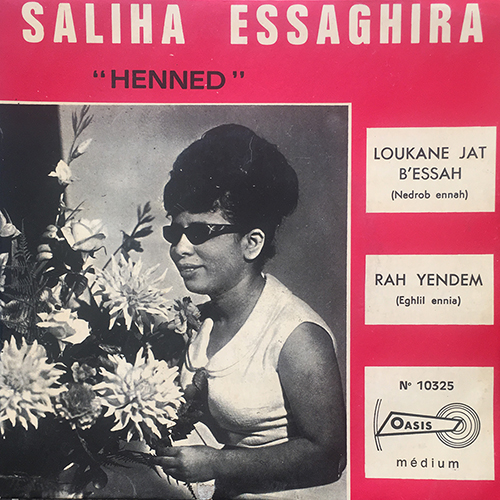 SALIHA ESSAGHIRA
"HENNED"
LOUKANE JAT
B'ESSAH
(Nedrob ennah)
RAH YENDEM
(Eghlil ennia)
N° 10325
OASIS
médium